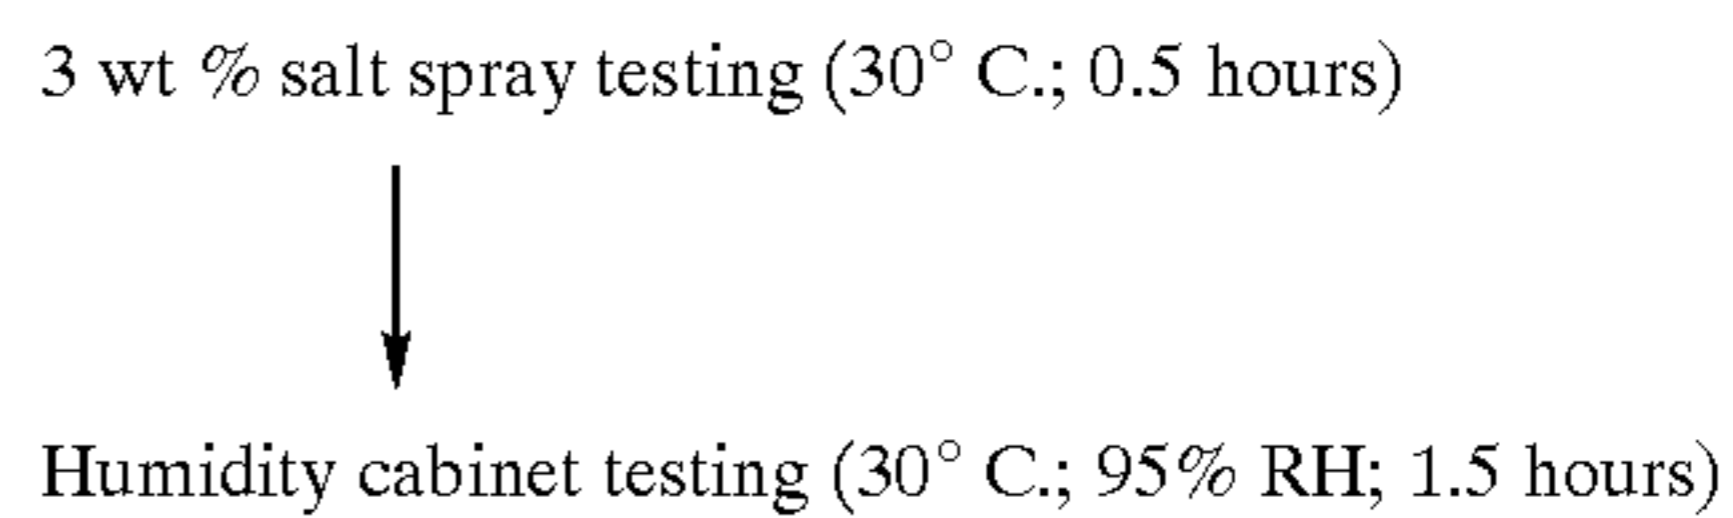 3 wt % salt spray testing (30° C.; 0.5 hours)
Humidity cabinet testing (30° C.; 95% RH; 1.5 hours)